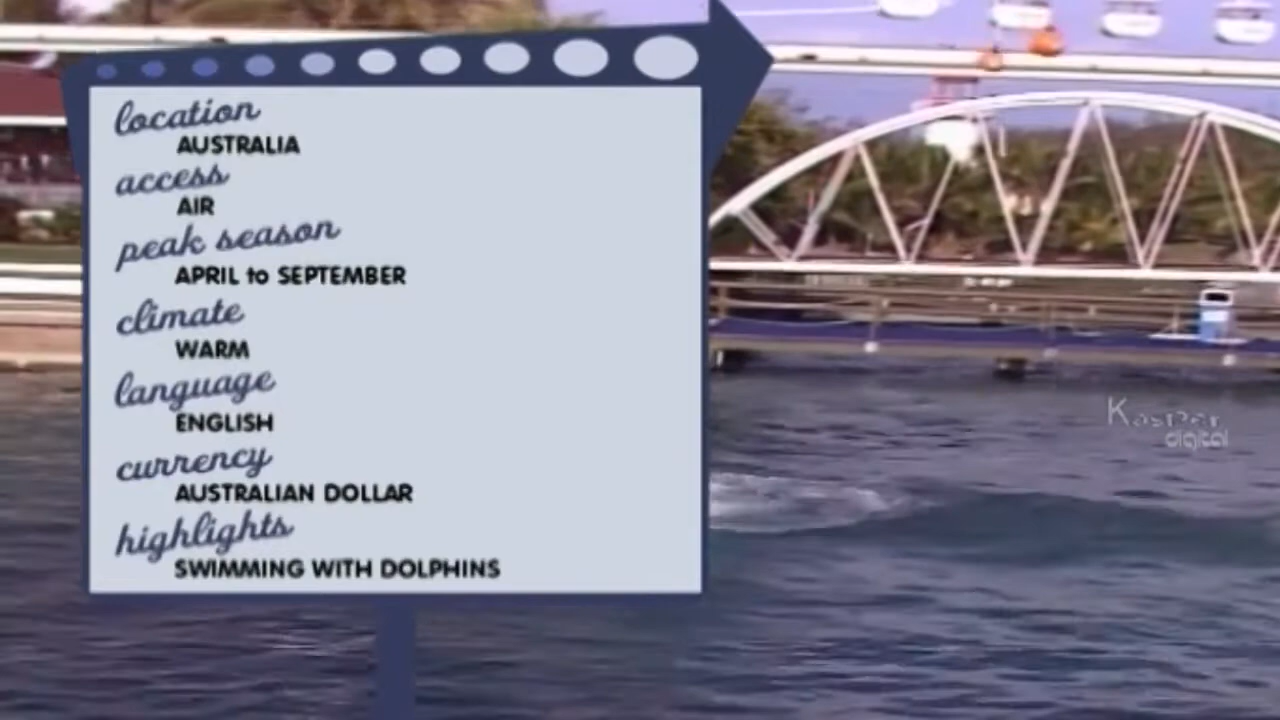 location
AUSTRALIA
access
AIR
peak season
APRIL to SEPTEMBER
climate
WARM
language
ENGLISH
currency
AUSTRALIAN DOLLAR
highlights
SWIMMING WITH DOLPHINS
Kasper
digital